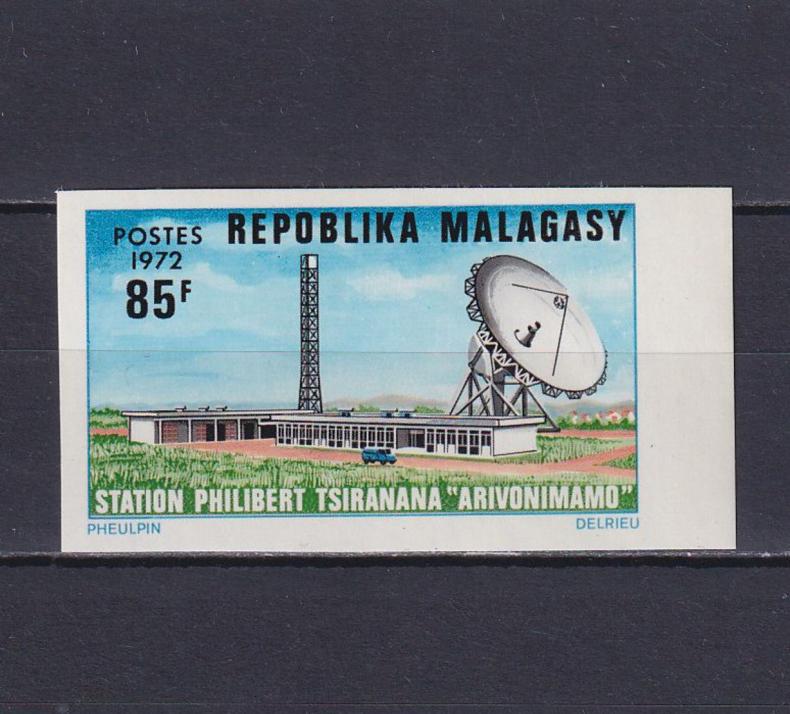 POSTES
1972
85F
REPOBLIKA MALAGASY
STATION PHILIBERT TSIRANANA "ARIVONIMAMO"
PHEULPIN
DELRIEU